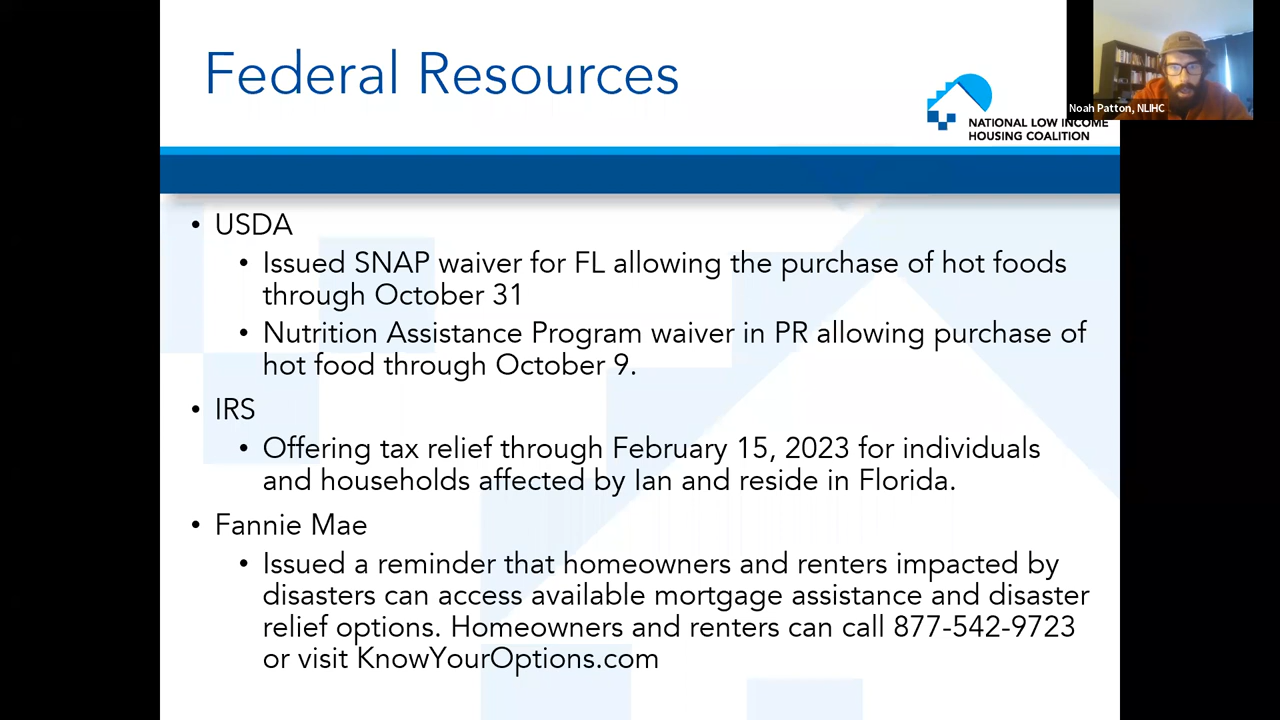 Federal Resources
Noah Patton, NLIHC
NATIONAL LOW INCOME
HOUSING COALITION
• USDA
• Issued SNAP waiver for FL allowing the purchase of hot foods
through October 31
• Nutrition Assistance Program waiver in PR allowing purchase of
hot food through October 9.
• IRS
• Offering tax relief through February 15, 2023 for individuals
and households affected by Ian and reside in Florida.
• Fannie Mae
• Issued a reminder that homeowners and renters impacted by
disasters can access available mortgage assistance and disaster
relief options. Homeowners and renters can call 877-542-9723
or visit KnowYourOptions.com